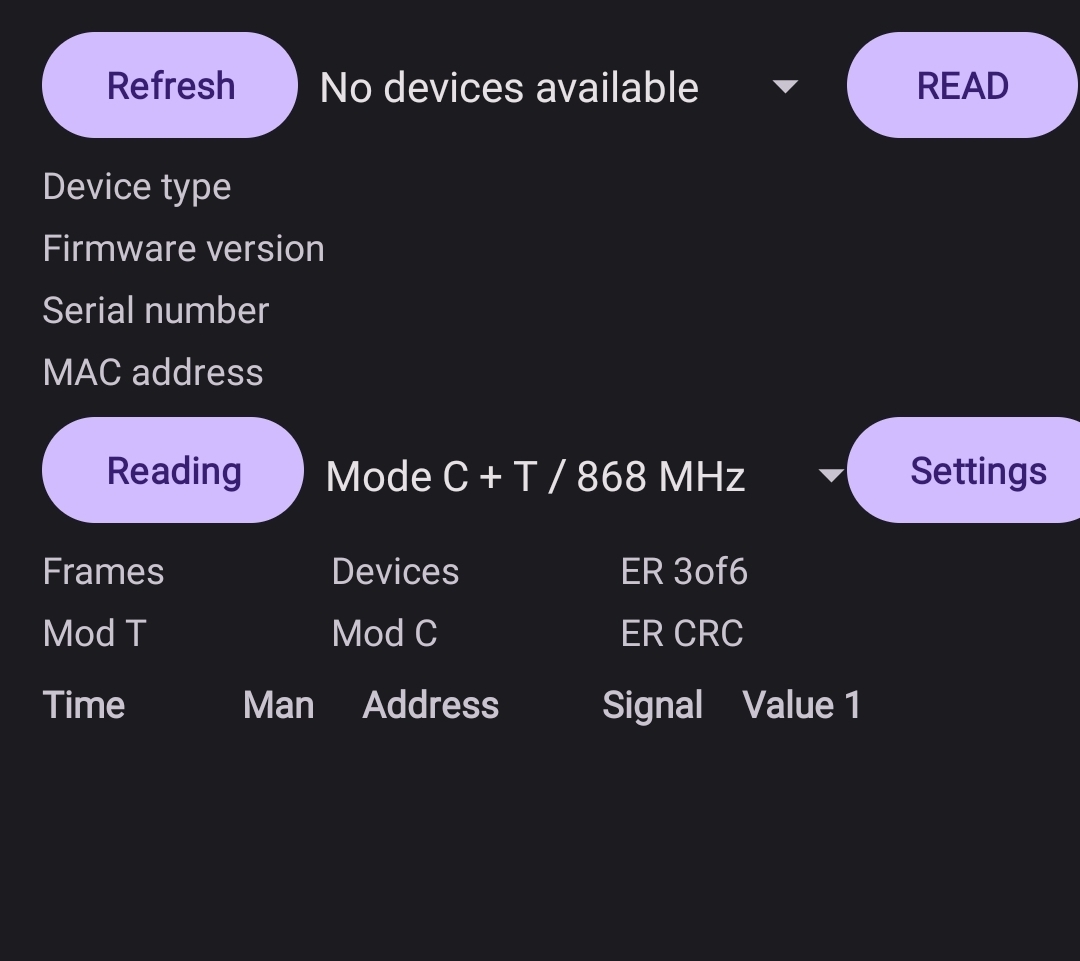 Refresh No devices available READ
Device type
Firmware version
Serial number
MAC address
Reading Mode C + T / 868 MHz Settings
Frames Devices ER 3of6
Mod T Mod C ER CRC
Time Man Address Signal Value 1